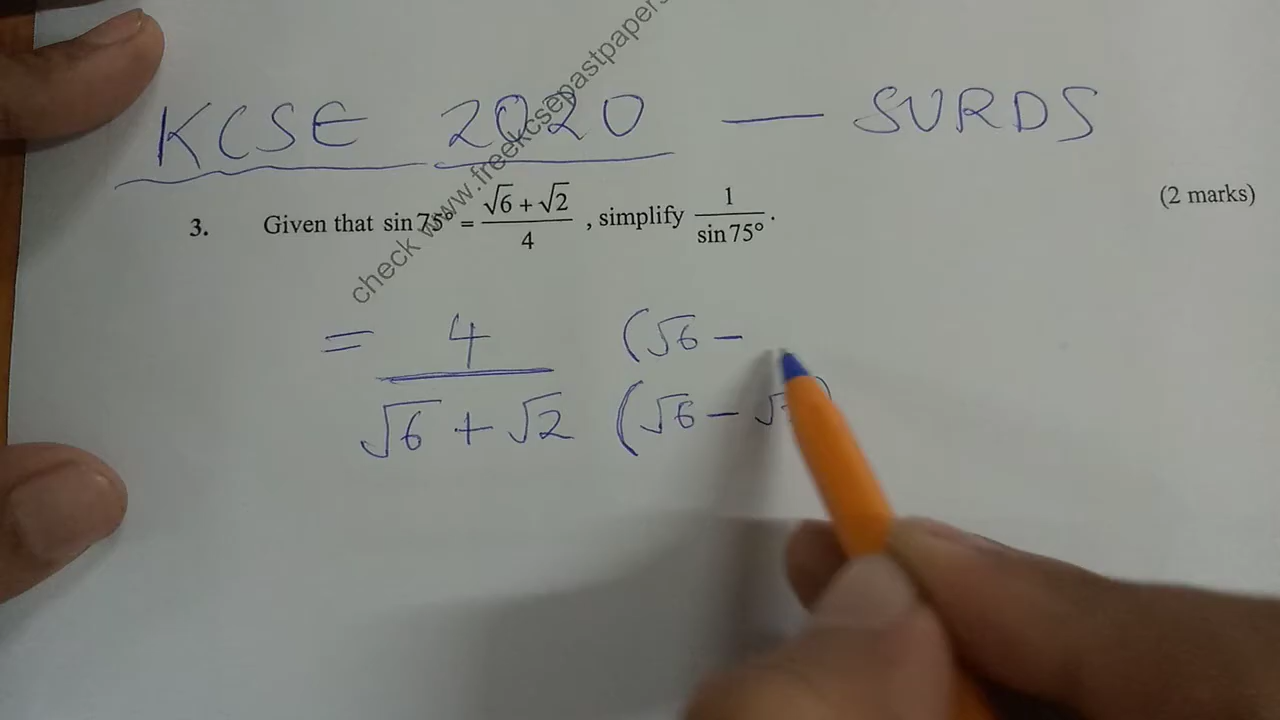 KCSE 2020 — SURDS
check www.freekcsepastpapers
3. Given that sin 75° = (√6 + √2)/4 , simplify 1/sin 75°. (2 marks)
= 4 (√6 −
√6 + √2 (√6 − √